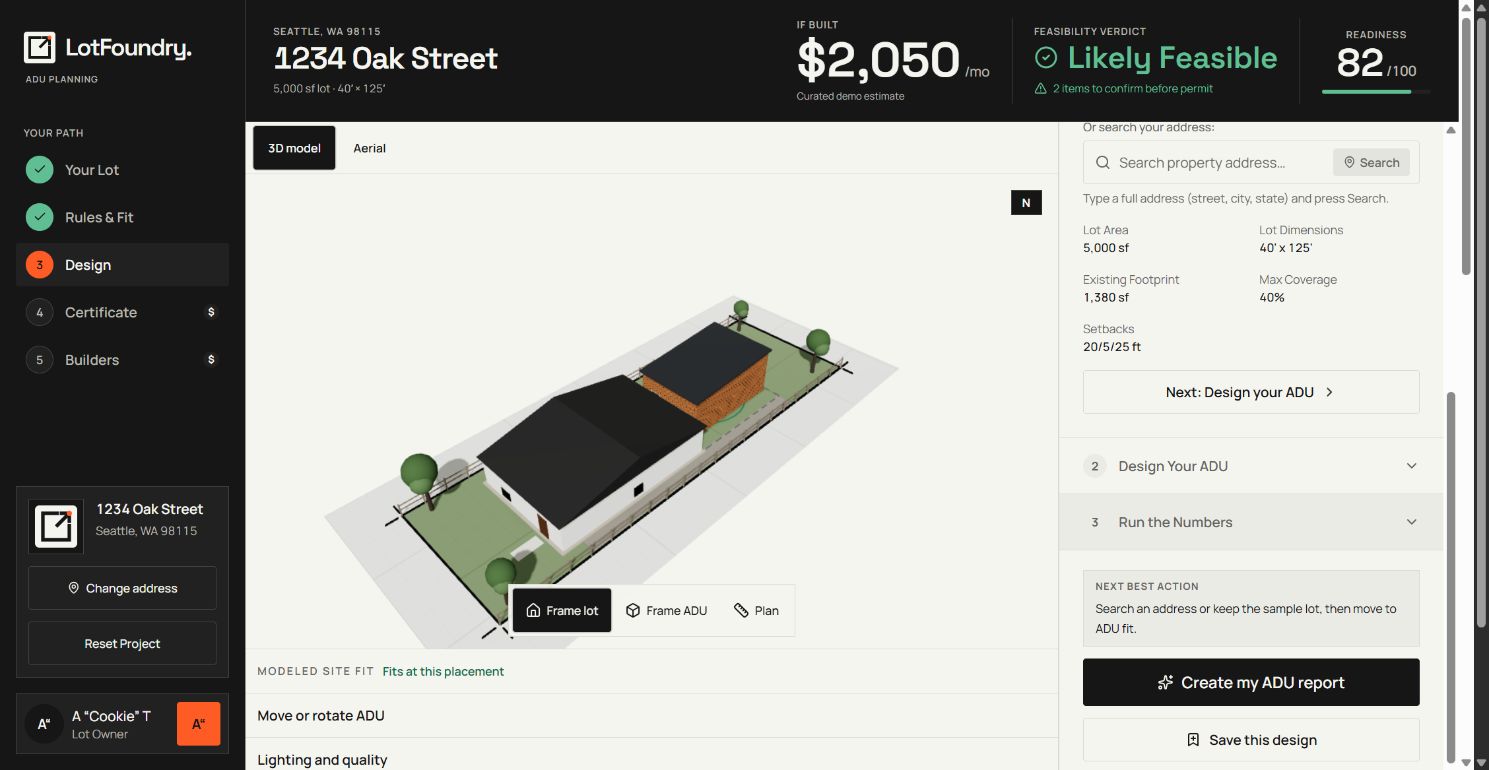 LotFoundry.
ADU PLANNING
YOUR PATH
Your Lot
Rules & Fit
3 Design
4 Certificate $
5 Builders $
1234 Oak Street
Seattle, WA 98115
Change address
Reset Project
A“ A “Cookie” T A“
Lot Owner
SEATTLE, WA 98115
1234 Oak Street
5,000 sf lot · 40′ × 125′
IF BUILT
$2,050 /mo
Curated demo estimate
FEASIBILITY VERDICT
Likely Feasible
2 items to confirm before permit
READINESS
82 /100
3D model Aerial
N
Frame lot Frame ADU Plan
MODELED SITE FIT Fits at this placement
Move or rotate ADU
Lighting and quality
Or search your address:
Search property address... Search
Type a full address (street, city, state) and press Search.
Lot Area Lot Dimensions
5,000 sf 40' x 125'
Existing Footprint Max Coverage
1,380 sf 40%
Setbacks
20/5/25 ft
Next: Design your ADU
2 Design Your ADU
3 Run the Numbers
NEXT BEST ACTION
Search an address or keep the sample lot, then move to
ADU fit.
Create my ADU report
Save this design